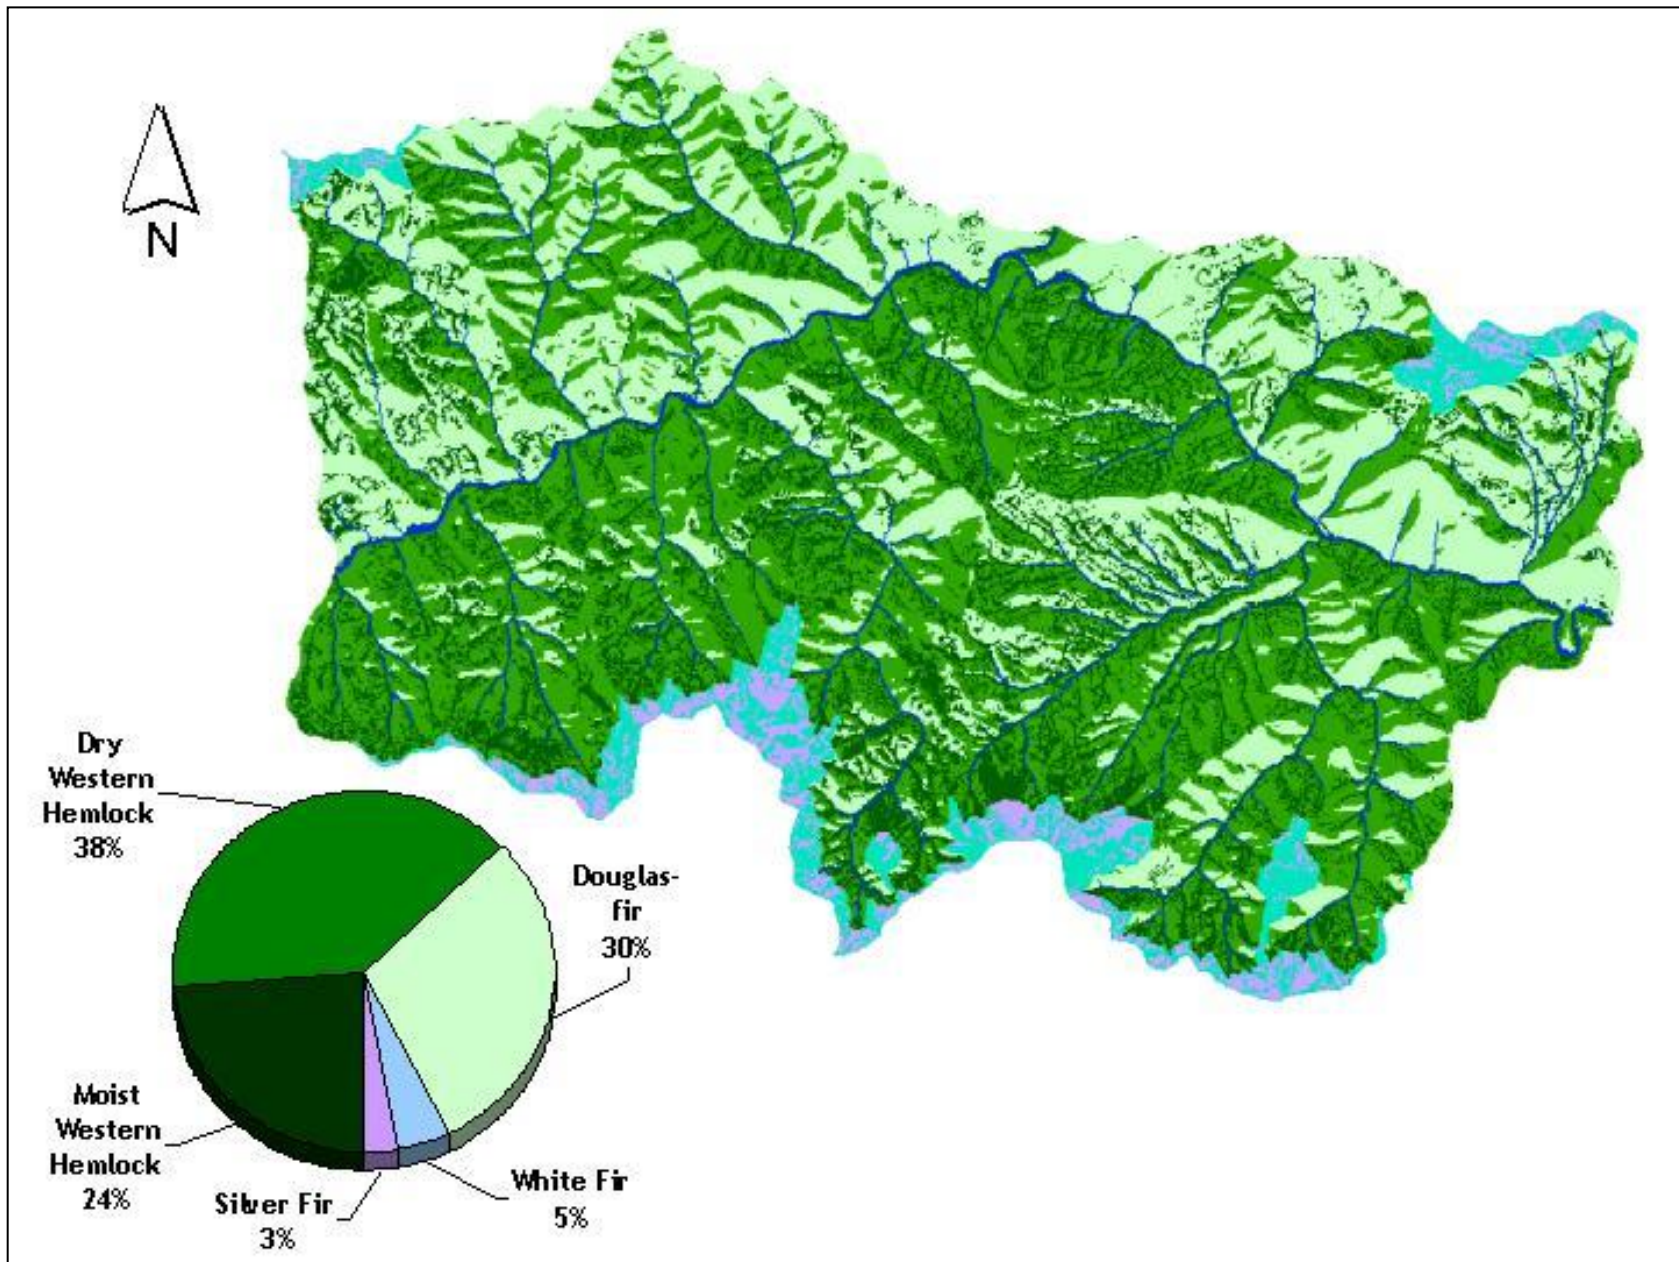 N
Dry
Western
Hemlock
38%
Douglas-
fir
30%
Moist
Western
Hemlock
24%
Silver Fir
3%
White Fir
5%